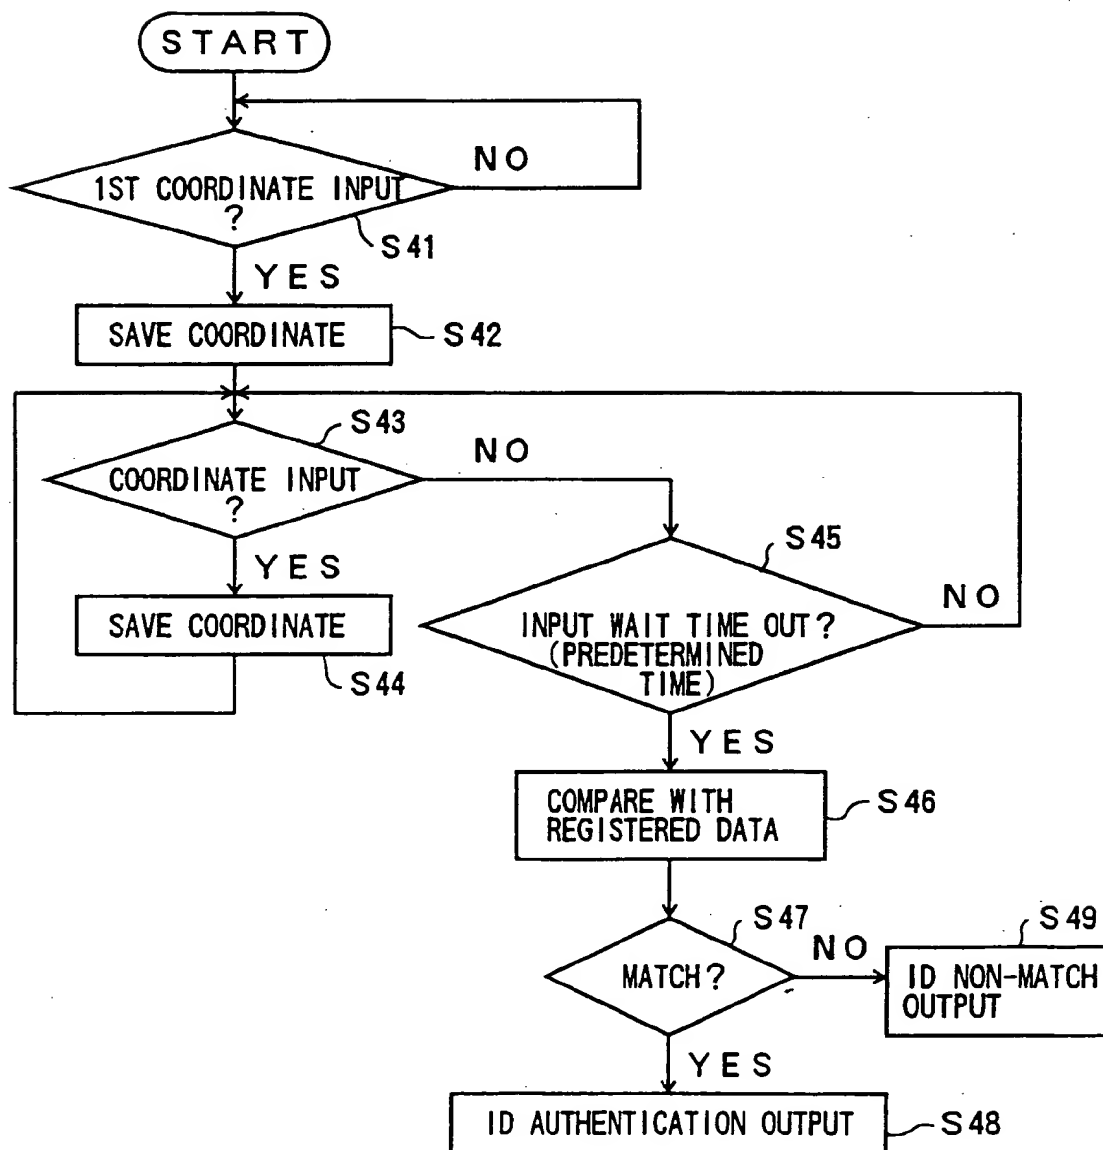 START
NO
1ST COORDINATE INPUT
?
S41
YES
SAVE COORDINATE
S42
S43
NO
COORDINATE INPUT
?
S45
YES
NO
SAVE COORDINATE
INPUT WAIT TIME OUT?
(PREDETERMINED
TIME)
S44
YES
COMPARE WITH
REGISTERED DATA
S46
S47
NO
S49
MATCH?
ID NON-MATCH
OUTPUT
YES
ID AUTHENTICATION OUTPUT
S48